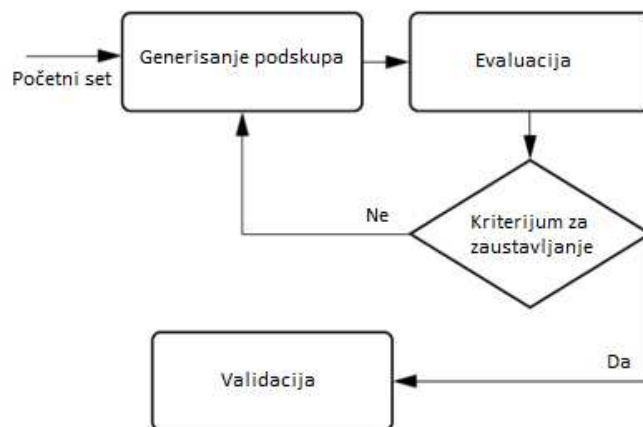 Početni set
Generisanje podskupa
Evaluacija
Kriterijum za
zaustavljanje
Ne
Da
Validacija